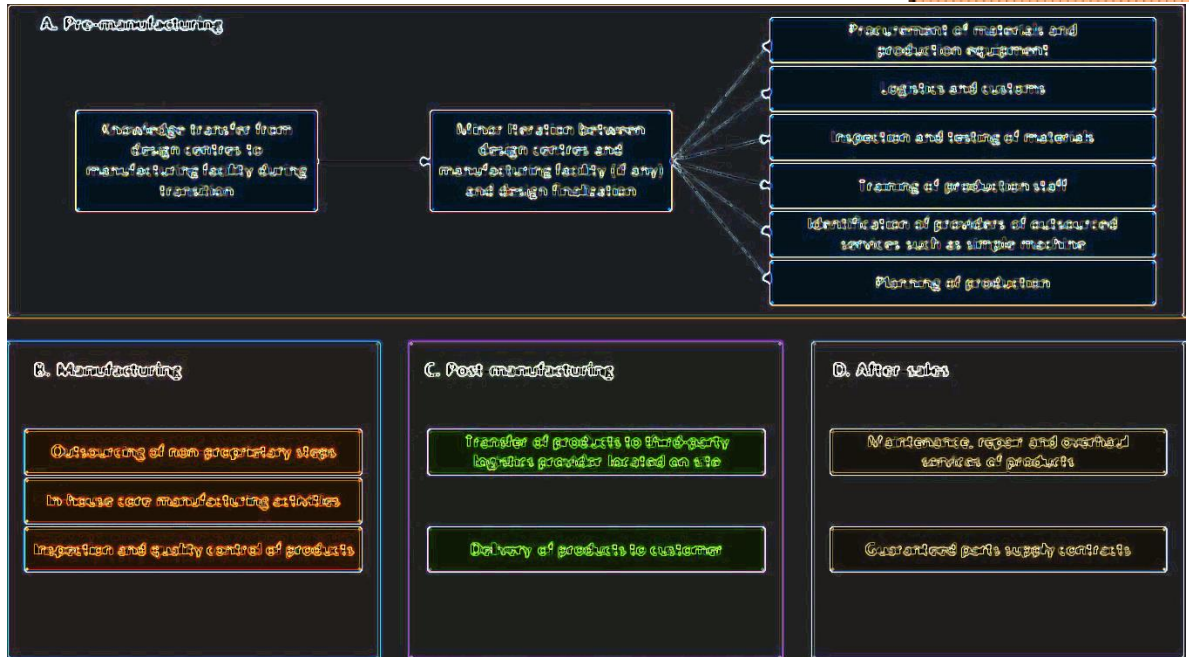 A. Pre-manufacturing
Knowledge transfer from
design centres to
manufacturing facility during
transition
Minor iteration between
design centres and
manufacturing facility (if any)
and design finalization
Procurement of materials and
production equipment
Logistics and customs
Inspection and testing of materials
Training of production staff
Identification of providers of outsourced
services such as simple machine
Planning of production
B. Manufacturing
Outsourcing of non proprietary steps
In-house core manufacturing activities
Inspection and quality control of products
C. Post manufacturing
Transfer of products to third-party
logistics provider located on site
Delivery of products to customer
D. After sales
Maintenance, repair and overhaul
services of products
Guaranteed parts supply contracts